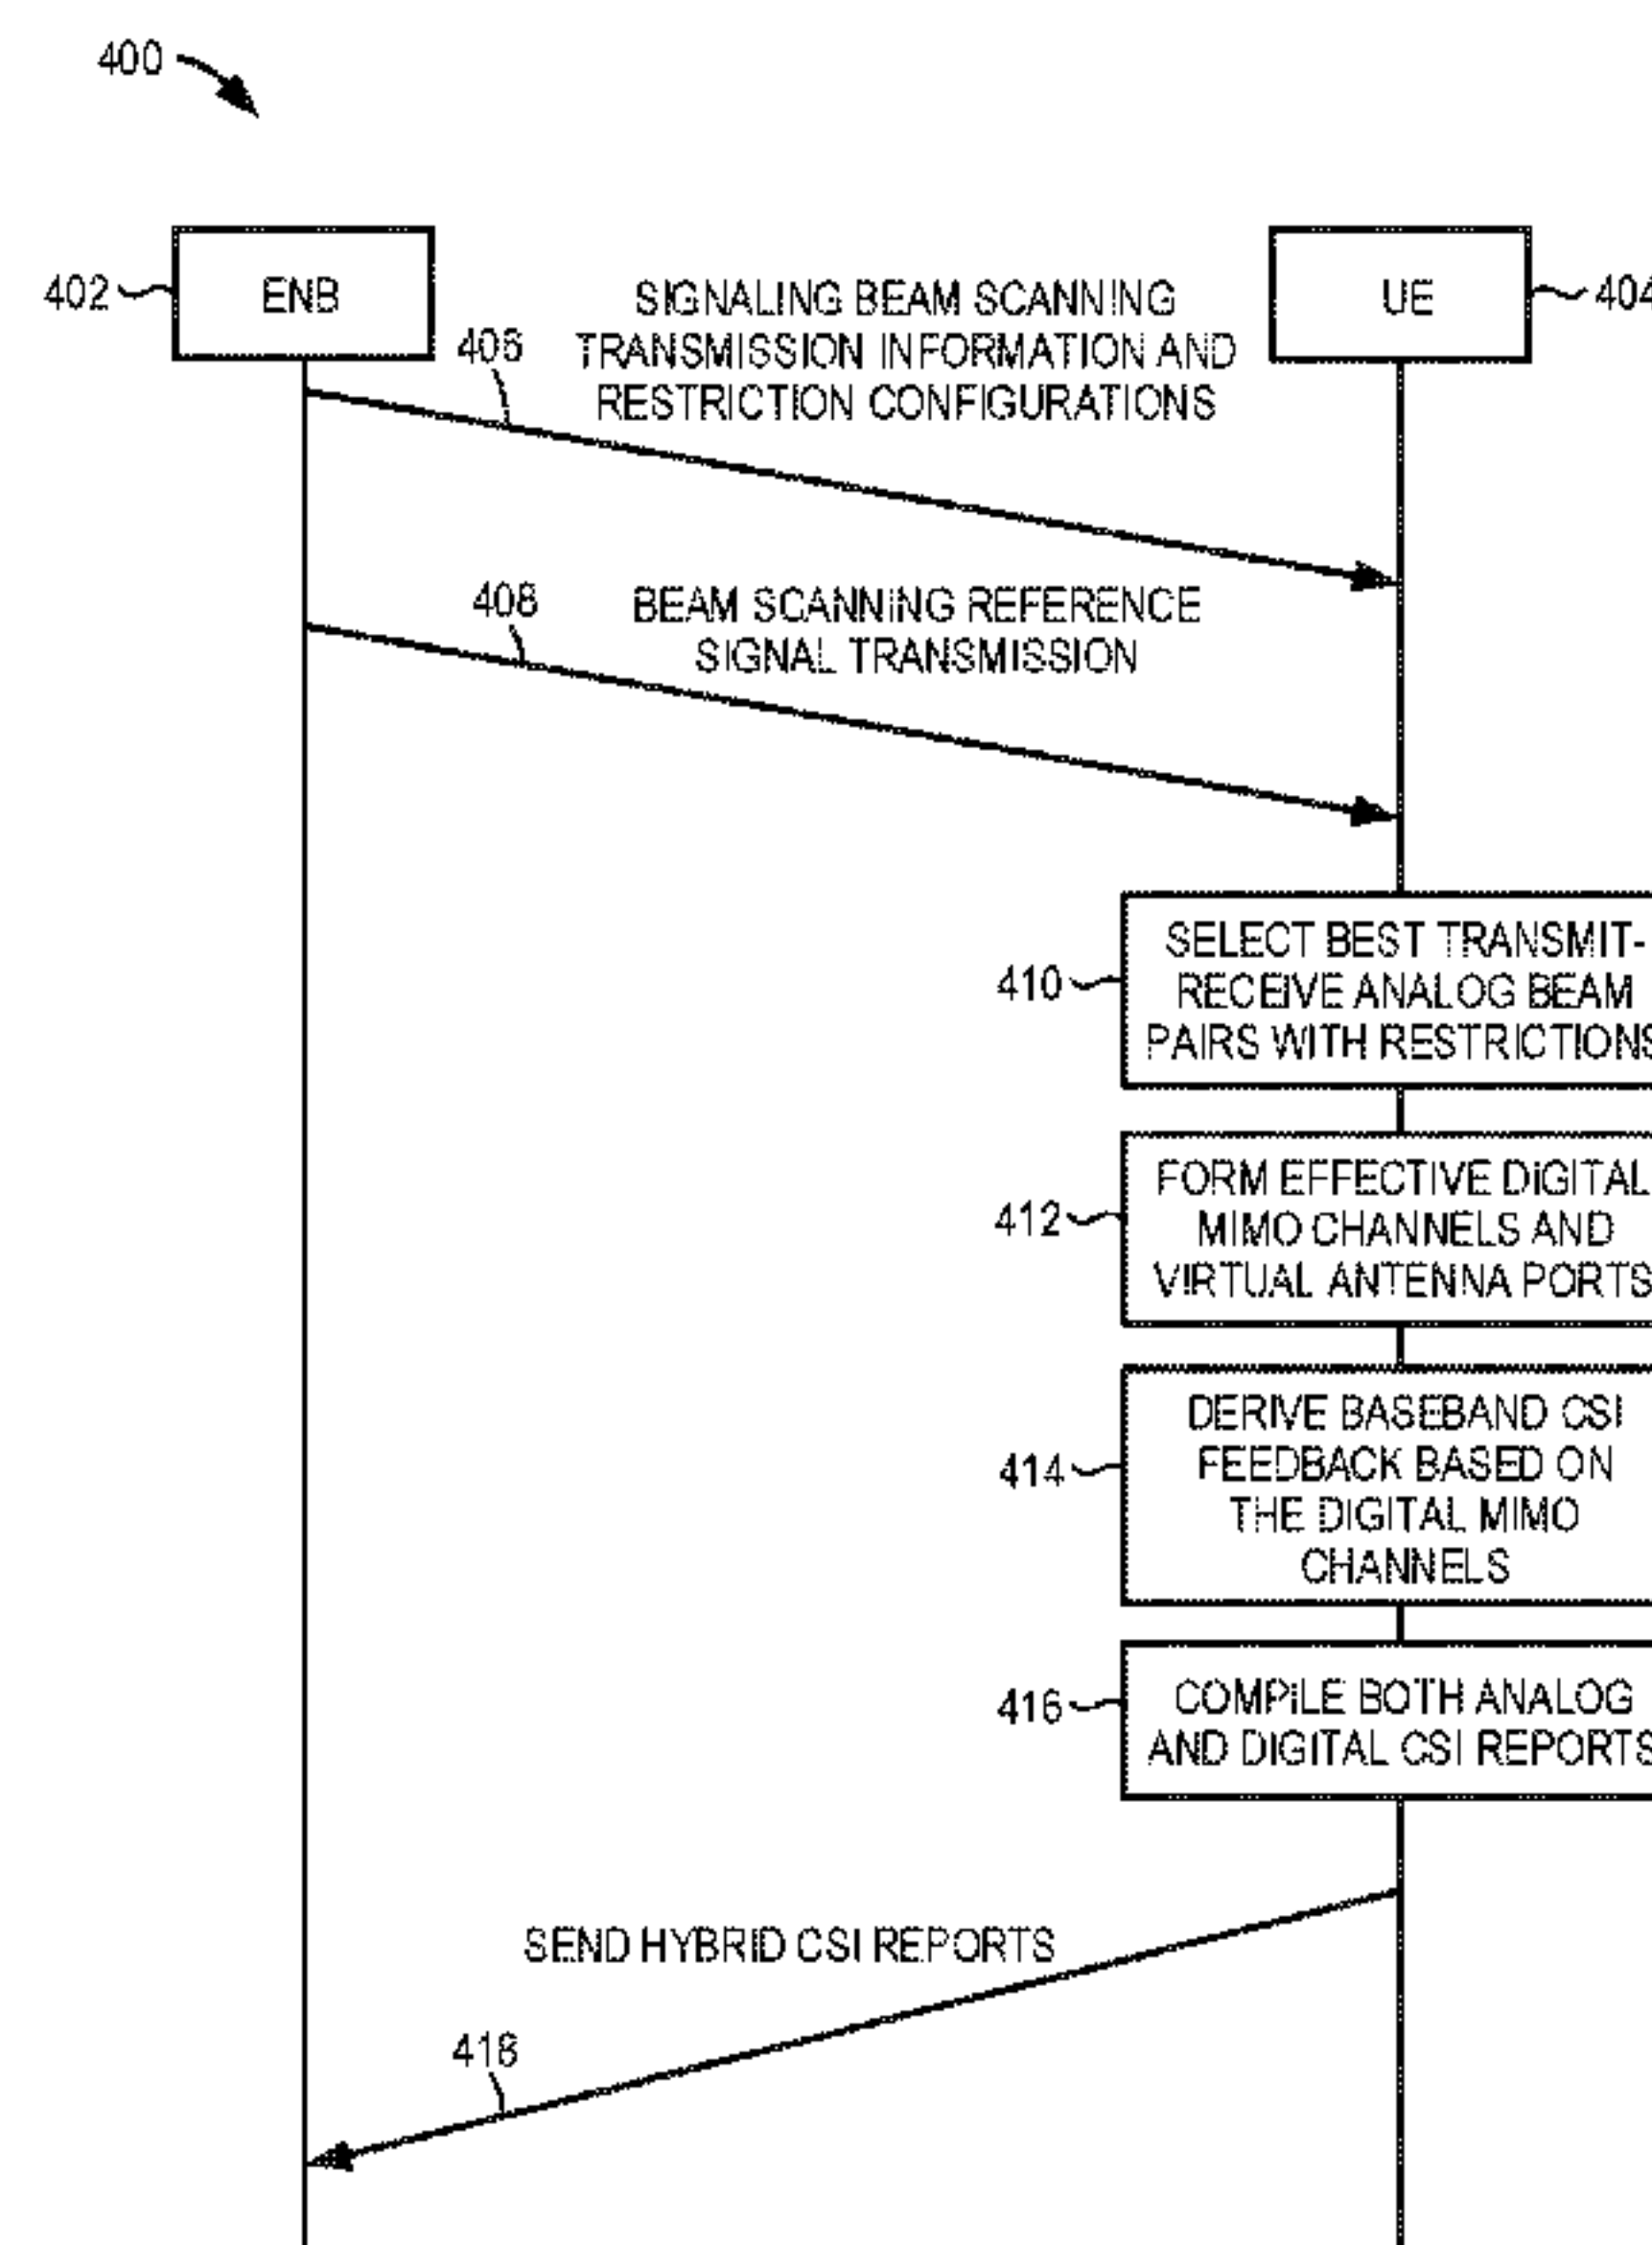 400
402
ENB
SIGNALING BEAM SCANNING
TRANSMISSION INFORMATION AND
RESTRICTION CONFIGURATIONS
406
UE
404
408
BEAM SCANNING REFERENCE
SIGNAL TRANSMISSION
410
SELECT BEST TRANSMIT-
RECEIVE ANALOG BEAM
PAIRS WITH RESTRICTIONS
412
FORM EFFECTIVE DIGITAL
MIMO CHANNELS AND
VIRTUAL ANTENNA PORTS
414
DERIVE BASEBAND CSI
FEEDBACK BASED ON
THE DIGITAL MIMO
CHANNELS
416
COMPILE BOTH ANALOG
AND DIGITAL CSI REPORTS
SEND HYBRID CSI REPORTS
418